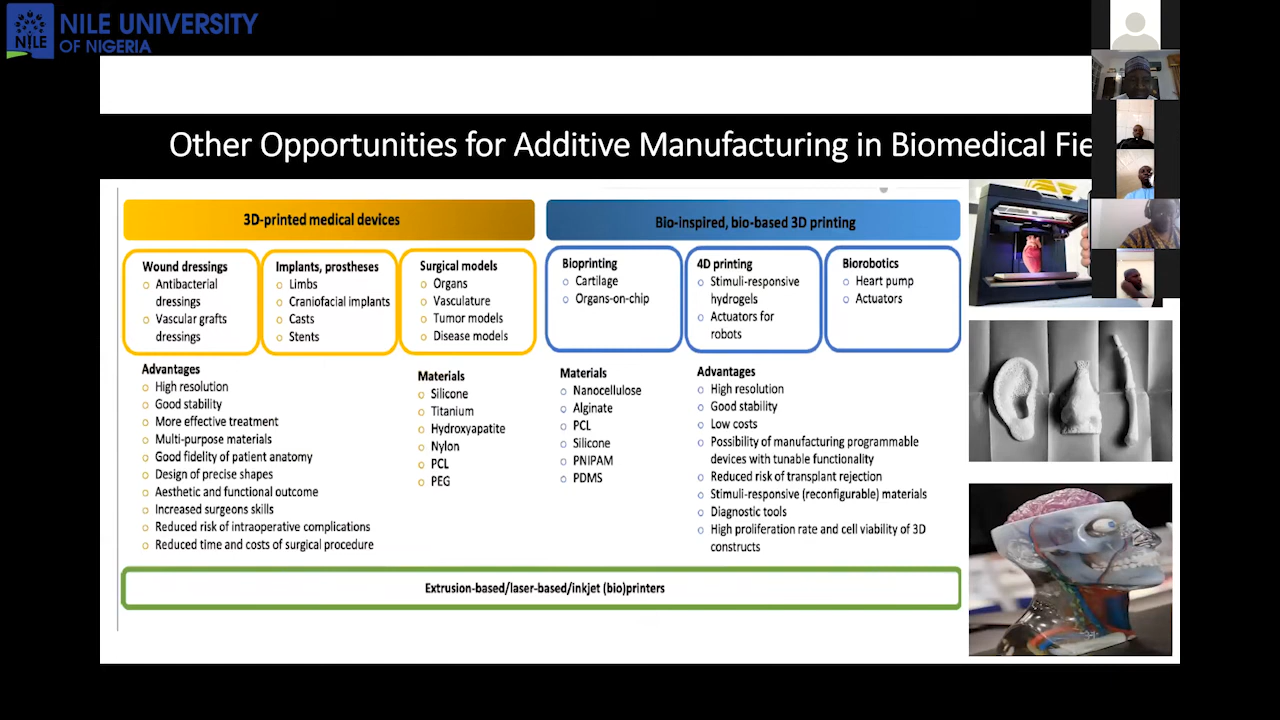 NILE UNIVERSITY
OF NIGERIA
NILE
Other Opportunities for Additive Manufacturing in Biomedical Fie
3D-printed medical devices
Bio-inspired, bio-based 3D printing
Wound dressings
Antibacterial
dressings
Vascular grafts
dressings
Implants, prostheses
Limbs
Craniofacial implants
Casts
Stents
Surgical models
Organs
Vasculature
Tumor models
Disease models
Bioprinting
Cartilage
Organs-on-chip
4D printing
Stimuli-responsive
hydrogels
Actuators for
robots
Biorobotics
Heart pump
Actuators
Advantages
High resolution
Good stability
More effective treatment
Multi-purpose materials
Good fidelity of patient anatomy
Design of precise shapes
Aesthetic and functional outcome
Increased surgeons skills
Reduced risk of intraoperative complications
Reduced time and costs of surgical procedure
Materials
Silicone
Titanium
Hydroxyapatite
Nylon
PCL
PEG
Materials
Nanocellulose
Alginate
PCL
Silicone
PNIPAM
PDMS
Advantages
High resolution
Good stability
Low costs
Possibility of manufacturing programmable
devices with tunable functionality
Reduced risk of transplant rejection
Stimuli-responsive (reconfigurable) materials
Diagnostic tools
High proliferation rate and cell viability of 3D
constructs
Extrusion-based/laser-based/inkjet (bio)printers